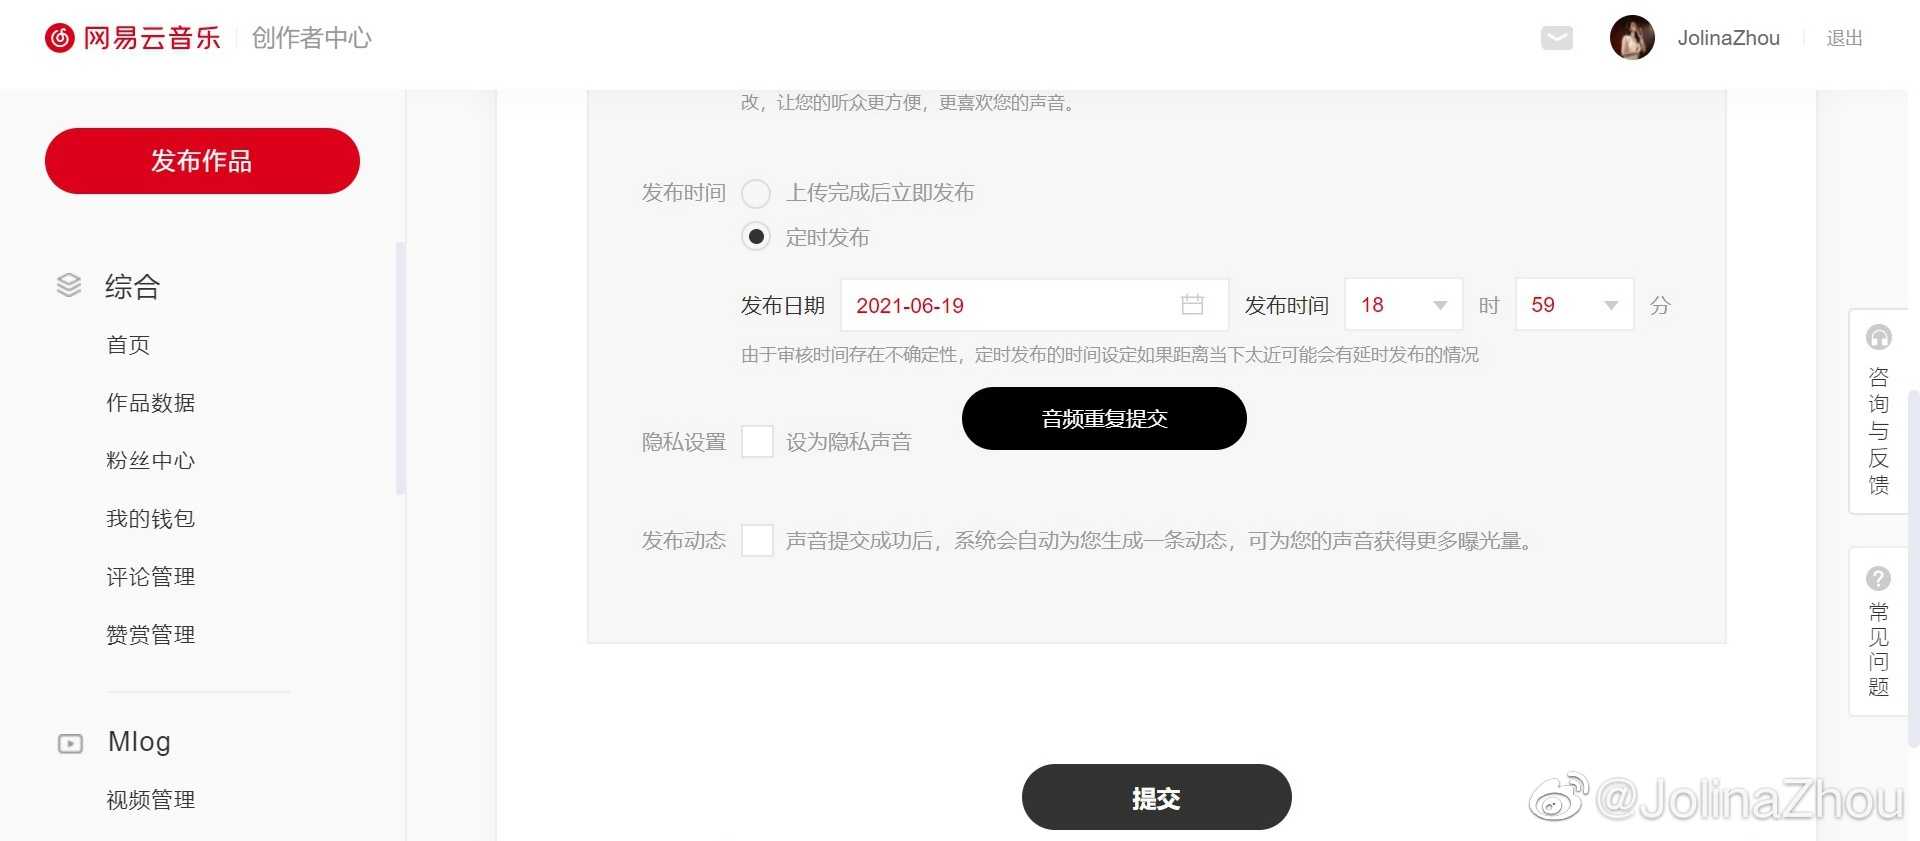 网易云音乐 创作者中心
JolinaZhou 退出
发布作品
综合
首页
作品数据
粉丝中心
我的钱包
评论管理
赞赏管理
Mlog
视频管理
改，让您的听众更方便，更喜欢您的声音。
发布时间 上传完成后立即发布
定时发布
发布日期 2021-06-19 发布时间 18 时 59 分
由于审核时间存在不确定性，定时发布的时间设定如果距离当下太近可能会有延时发布的情况
音频重复提交
隐私设置 设为隐私声音
发布动态 声音提交成功后，系统会自动为您生成一条动态，可为您的声音获得更多曝光量。
提交
咨询与反馈
常见问题
@JolinaZhou